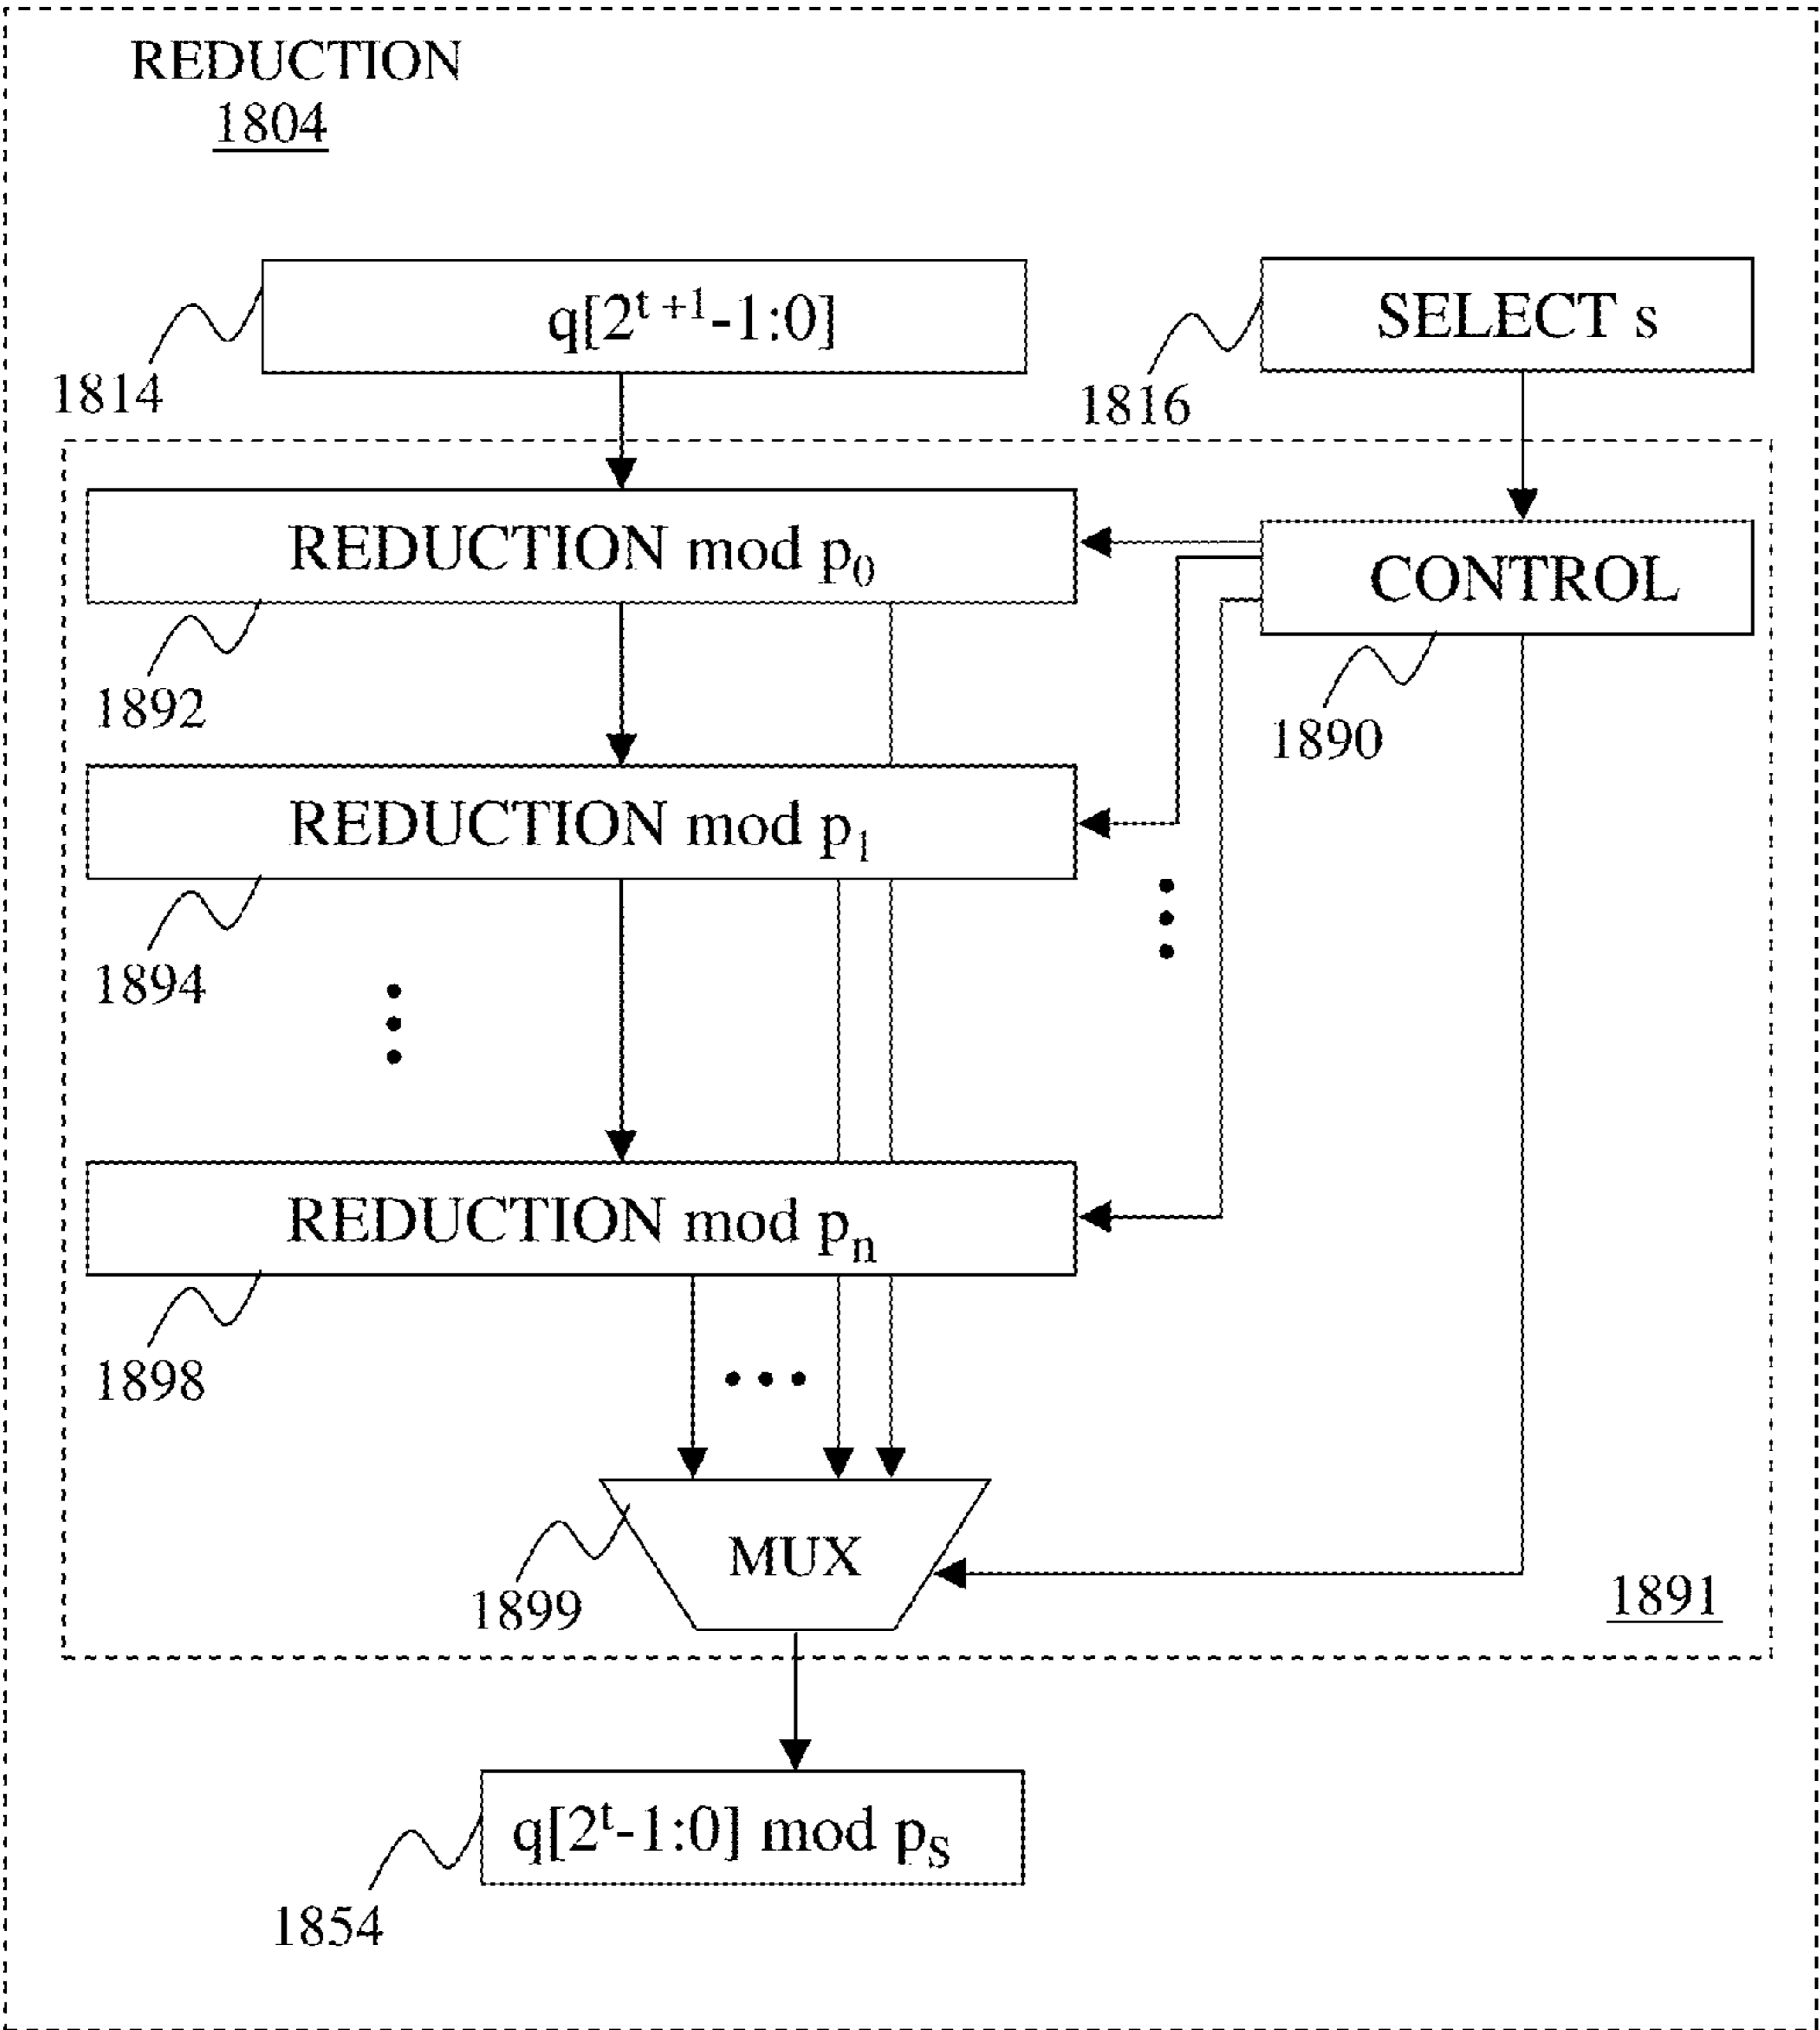 REDUCTION
1804
q[2^{t+1}-1:0]
SELECT s
1814
1816
REDUCTION mod p₀
CONTROL
1892
1890
REDUCTION mod p₁
1894
REDUCTION mod pₙ
1898
MUX
1899
1891
q[2^t-1:0] mod p_s
1854